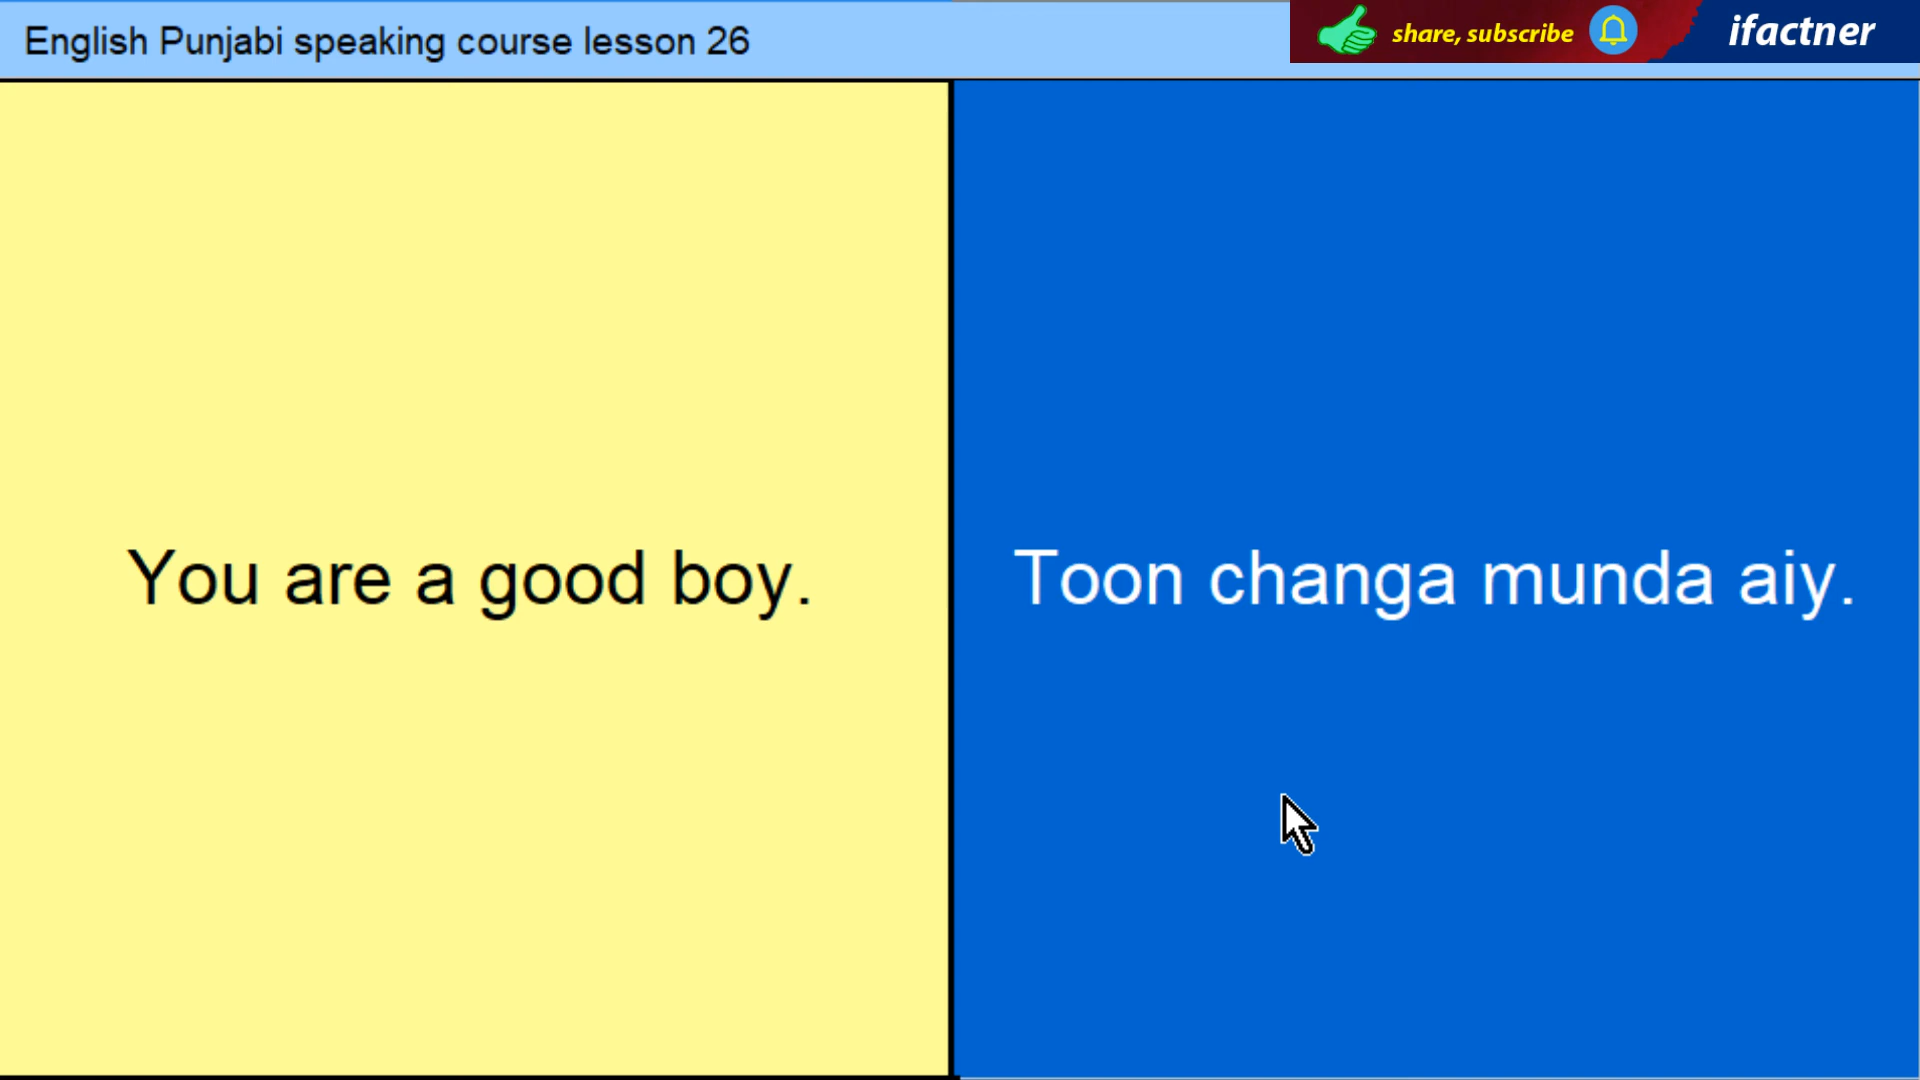 English Punjabi speaking course lesson 26
share, subscribe
ifactner
You are a good boy.
Toon changa munda aiy.